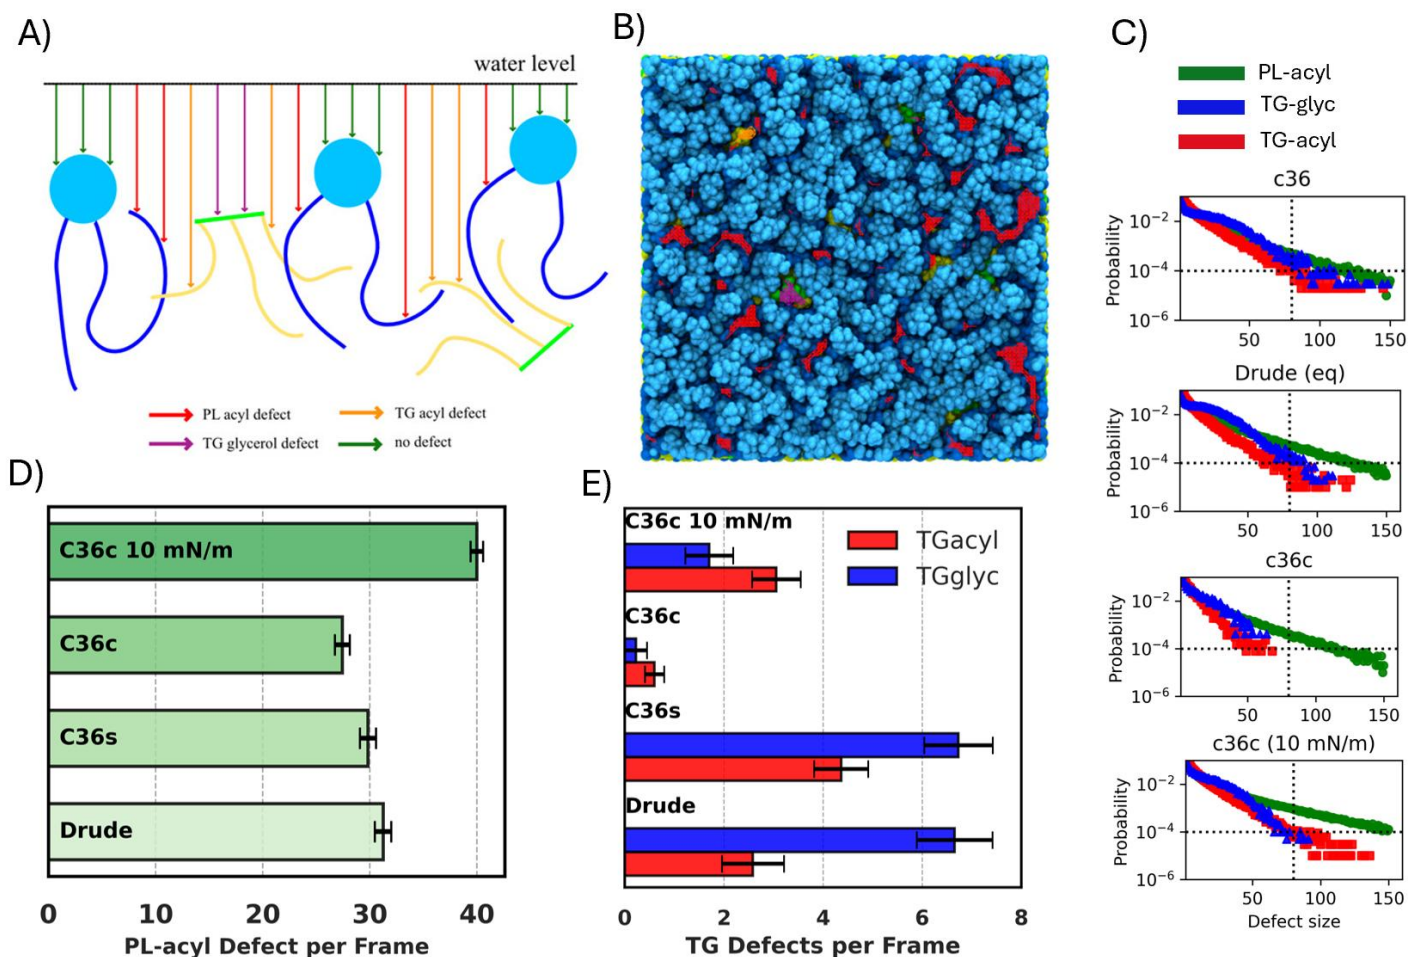 A)
water level
PL acyl defect
TG acyl defect
TG glycerol defect
no defect
B)
C)
PL-acyl
TG-glyc
TG-acyl
c36
Probability
10⁻²
10⁻⁴
10⁻⁶
50 100 150
Drude (eq)
Probability
10⁻²
10⁻⁴
10⁻⁶
50 100 150
c36c
Probability
10⁻²
10⁻⁴
10⁻⁶
50 100 150
c36c (10 mN/m)
Probability
10⁻²
10⁻⁴
10⁻⁶
50 100 150
Defect size
D)
C36c 10 mN/m
C36c
C36s
Drude
0 10 20 30 40
PL-acyl Defect per Frame
E)
C36c 10 mN/m
TGacyl
TGglyc
C36c
C36s
Drude
0 2 4 6 8
TG Defects per Frame